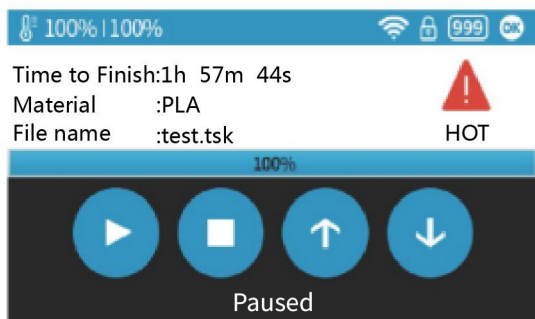 100% | 100% 999 OK
Time to Finish:1h 57m 44s
Material :PLA
File name :test.tsk
HOT
100%
Paused